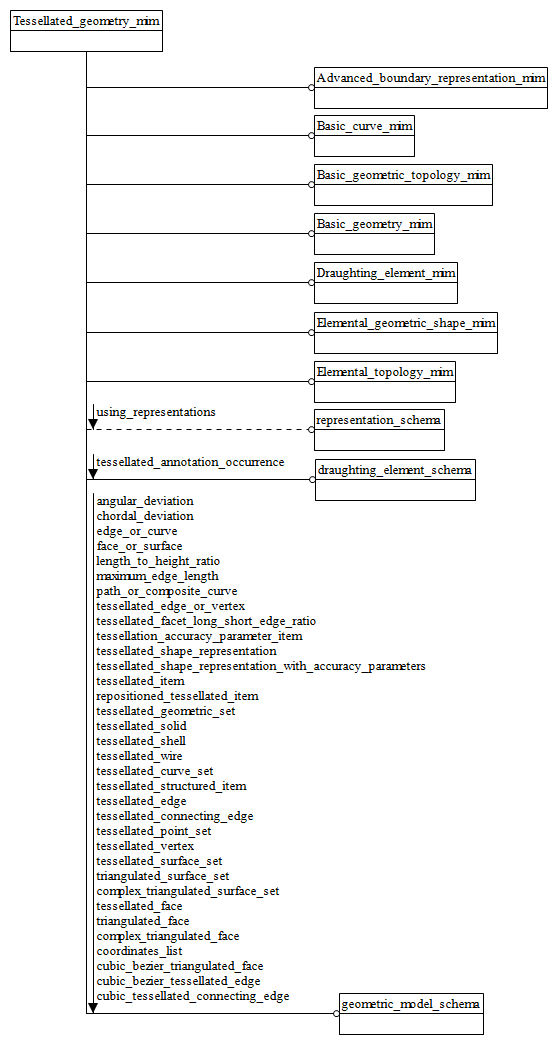 Tessellated_geometry_mim
Advanced_boundary_representation_mim
Basic_curve_mim
Basic_geometric_topology_mim
Basic_geometry_mim
Draughting_element_mim
Elemental_geometric_shape_mim
Elemental_topology_mim
using_representations
representation_schema
tessellated_annotation_occurrence
draughting_element_schema
angular_deviation
chordal_deviation
edge_or_curve
face_or_surface
length_to_height_ratio
maximum_edge_length
path_or_composite_curve
tessellated_edge_or_vertex
tessellated_facet_long_short_edge_ratio
tessellation_accuracy_parameter_item
tessellated_shape_representation
tessellated_shape_representation_with_accuracy_parameters
tessellated_item
repositioned_tessellated_item
tessellated_geometric_set
tessellated_solid
tessellated_shell
tessellated_wire
tessellated_curve_set
tessellated_structured_item
tessellated_edge
tessellated_connecting_edge
tessellated_point_set
tessellated_vertex
tessellated_surface_set
triangulated_surface_set
complex_triangulated_surface_set
tessellated_face
triangulated_face
complex_triangulated_face
coordinates_list
cubic_bezier_triangulated_face
cubic_bezier_tessellated_edge
cubic_tessellated_connecting_edge
geometric_model_schema